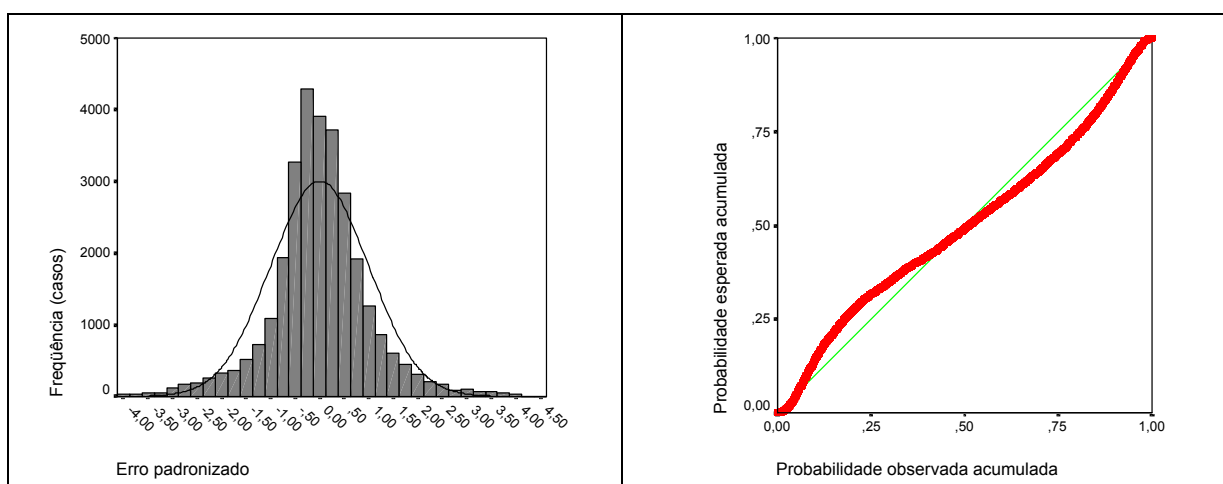 5000
4000
3000
2000
1000
0
Freqüência (casos)
-4,00 -3,50 -3,00 -2,50 -2,00 -1,50 -1,00 -,50 0,00 ,50 1,00 1,50 2,00 2,50 3,00 3,50 4,00 4,50
Erro padronizado
1,00
,75
,50
,25
0,00
Probabilidade esperada acumulada
0,00 ,25 ,50 ,75 1,00
Probabilidade observada acumulada